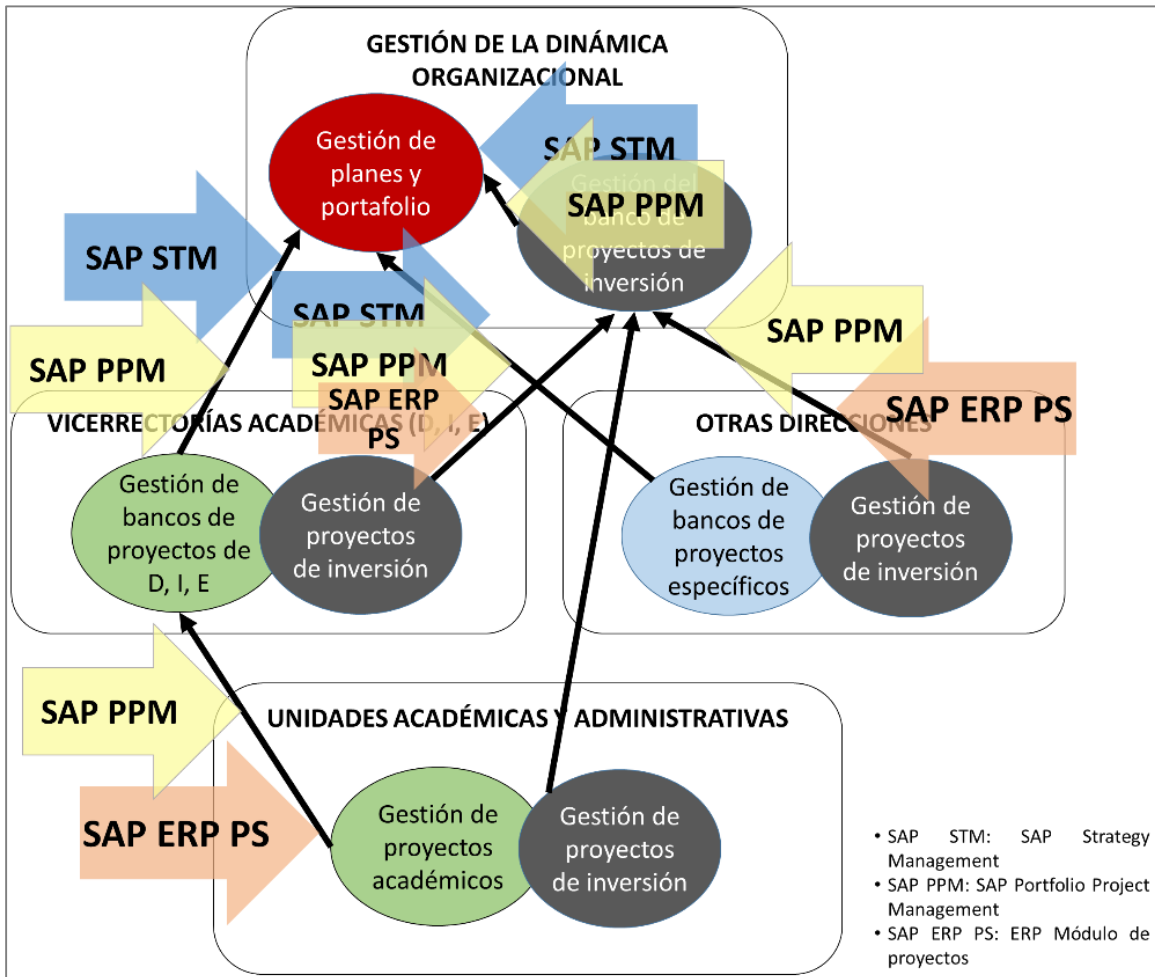 GESTIÓN DE LA DINÁMICA
ORGANIZACIONAL
Gestión de
planes y
portafolio
SAP STM
Gestión del
banco de
proyectos de
inversión
SAP PPM
SAP STM
SAP STM
SAP PPM
SAP PPM
SAP PPM
SAP ERP
PS
SAP ERP PS
VICERRECTORÍAS ACADÉMICAS (D, I, E)
Gestión de
bancos de
proyectos de
D, I, E
Gestión de
proyectos
de inversión
OTRAS DIRECCIONES
Gestión de
bancos de
proyectos
específicos
Gestión de
proyectos
de inversión
SAP PPM
SAP ERP PS
UNIDADES ACADÉMICAS Y ADMINISTRATIVAS
Gestión de
proyectos
académicos
Gestión de
proyectos
de inversión
• SAP STM: SAP Strategy
Management
• SAP PPM: SAP Portfolio Project
Management
• SAP ERP PS: ERP Módulo de
proyectos